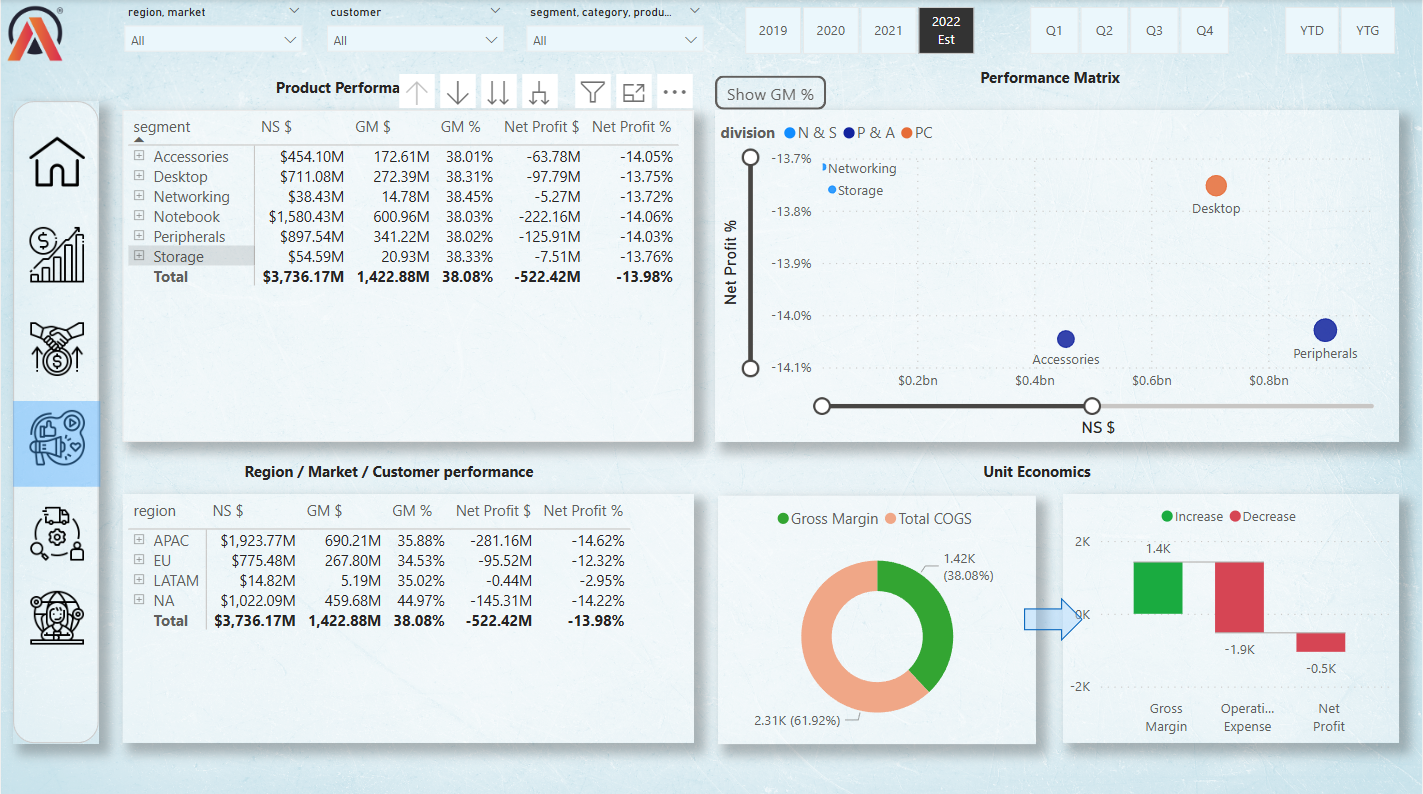 region, market
customer
segment, category, produ...
All
All
All
2019
2020
2021
2022
Est
Q1
Q2
Q3
Q4
YTD
YTG
Product Performa
segment NS $ GM $ GM % Net Profit $ Net Profit %
Accessories $454.10M 172.61M 38.01% -63.78M -14.05%
Desktop $711.08M 272.39M 38.31% -97.79M -13.75%
Networking $38.43M 14.78M 38.45% -5.27M -13.72%
Notebook $1,580.43M 600.96M 38.03% -222.16M -14.06%
Peripherals $897.54M 341.22M 38.02% -125.91M -14.03%
Storage $54.59M 20.93M 38.33% -7.51M -13.76%
Total $3,736.17M 1,422.88M 38.08% -522.42M -13.98%
Performance Matrix
Show GM %
division N & S P & A PC
Net Profit %
-13.7%
-13.8%
-13.9%
-14.0%
-14.1%
Networking
Storage
Desktop
Accessories
Peripherals
$0.2bn $0.4bn $0.6bn $0.8bn
NS $
Region / Market / Customer performance
region NS $ GM $ GM % Net Profit $ Net Profit %
APAC $1,923.77M 690.21M 35.88% -281.16M -14.62%
EU $775.48M 267.80M 34.53% -95.52M -12.32%
LATAM $14.82M 5.19M 35.02% -0.44M -2.95%
NA $1,022.09M 459.68M 44.97% -145.31M -14.22%
Total $3,736.17M 1,422.88M 38.08% -522.42M -13.98%
Unit Economics
Gross Margin Total COGS
1.42K
(38.08%)
2.31K (61.92%)
Increase Decrease
2K
0K
-2K
1.4K
-1.9K
-0.5K
Gross
Margin
Operati...
Expense
Net
Profit